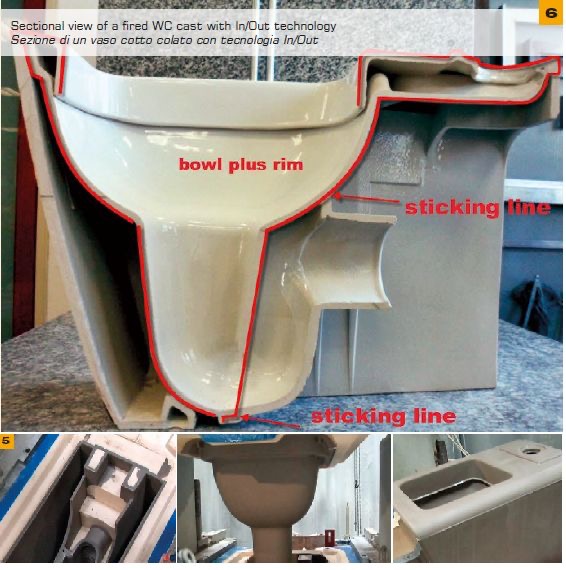 6
Sectional view of a fired WC cast with In/Out technology
Sezione di un vaso cotto colato con tecnologia In/Out
bowl plus rim
sticking line
sticking line
5